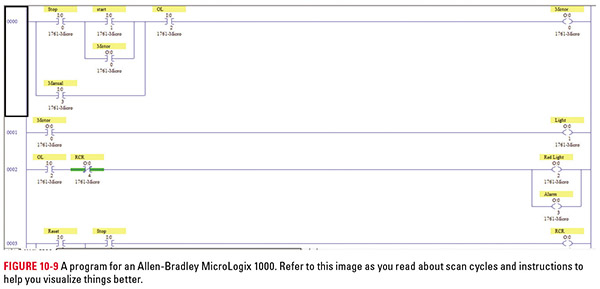 Stop start OL Mirror
I:0 I:0 I:0 O:0
0000
0 1 2 0
1761-Micro 1761-Micro 1761-Micro 1761-Micro
Mirror
O:0
0
1761-Micro
Manual
I:0
3
1761-Micro
Mirror Light
O:0 O:0
0001
0 1
1761-Micro 1761-Micro
OL RCR Red Light
I:0 O:0 O:0
0002
2 4 2
1761-Micro 1761-Micro 1761-Micro
Alarm
O:0
3
1761-Micro
Reset Stop RCR
I:0 I:0 O:0
0003
FIGURE 10-9 A program for an Allen-Bradley MicroLogix 1000. Refer to this image as you read about scan cycles and instructions to
help you visualize things better.